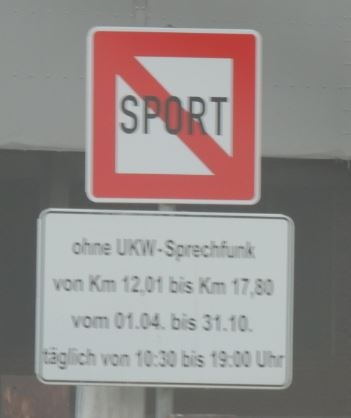 SPORT
ohne UKW-Sprechfunk
von Km 12,01 bis Km 17,80
vom 01.04. bis 31.10.
täglich von 10:30 bis 19:00 Uhr